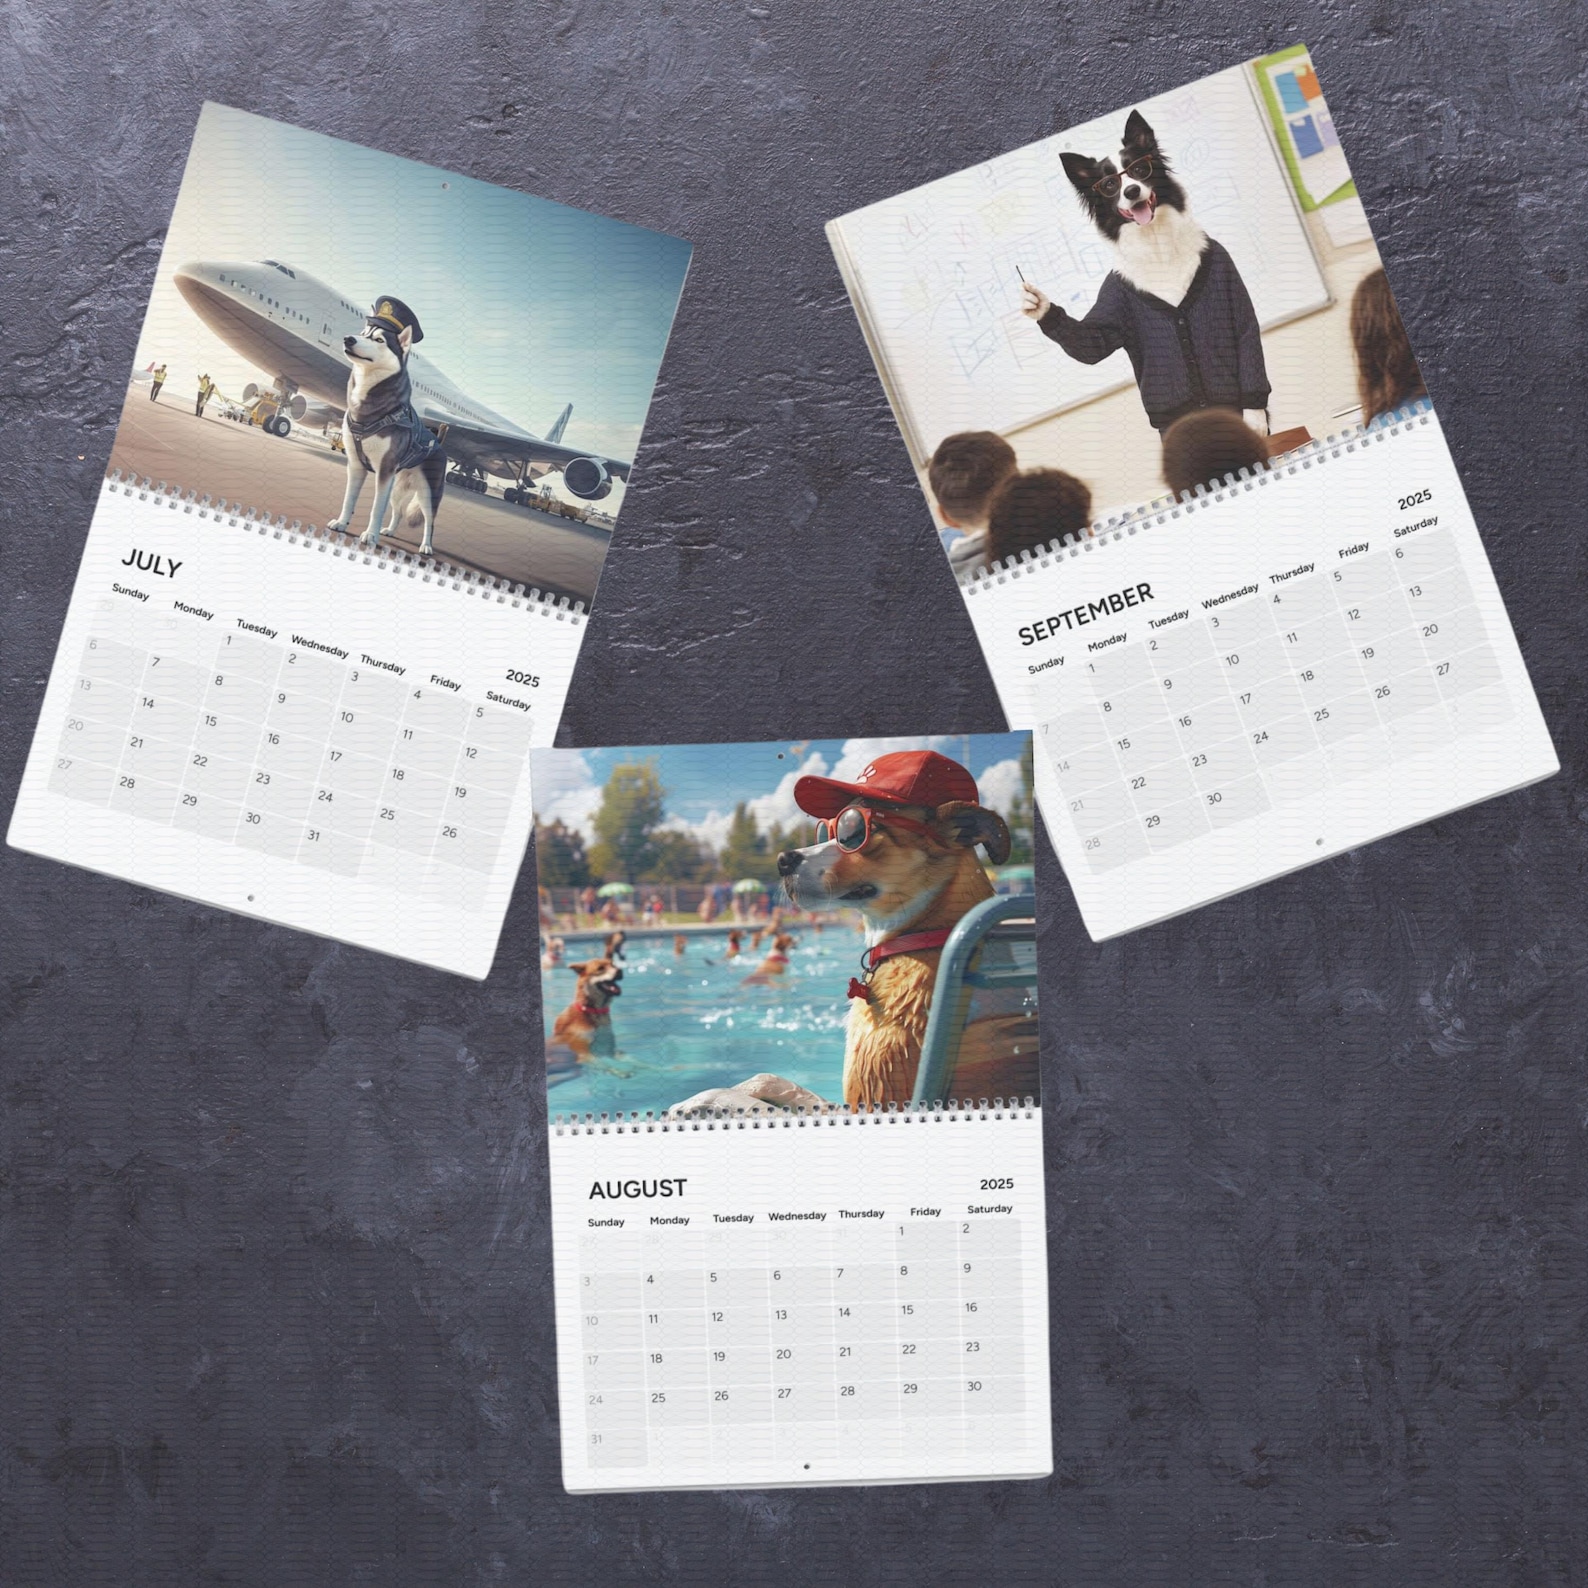 JULY
2025
Sunday Monday Tuesday Wednesday Thursday Friday Saturday
1 2 3 4 5
6 7 8 9 10 11 12
13 14 15 16 17 18 19
20 21 22 23 24 25 26
27 28 29 30 31
SEPTEMBER
2025
Sunday Monday Tuesday Wednesday Thursday Friday Saturday
1 2 3 4 5 6
7 8 9 10 11 12 13
14 15 16 17 18 19 20
21 22 23 24 25 26 27
28 29 30
AUGUST
2025
Sunday Monday Tuesday Wednesday Thursday Friday Saturday
1 2
3 4 5 6 7 8 9
10 11 12 13 14 15 16
17 18 19 20 21 22 23
24 25 26 27 28 29 30
31